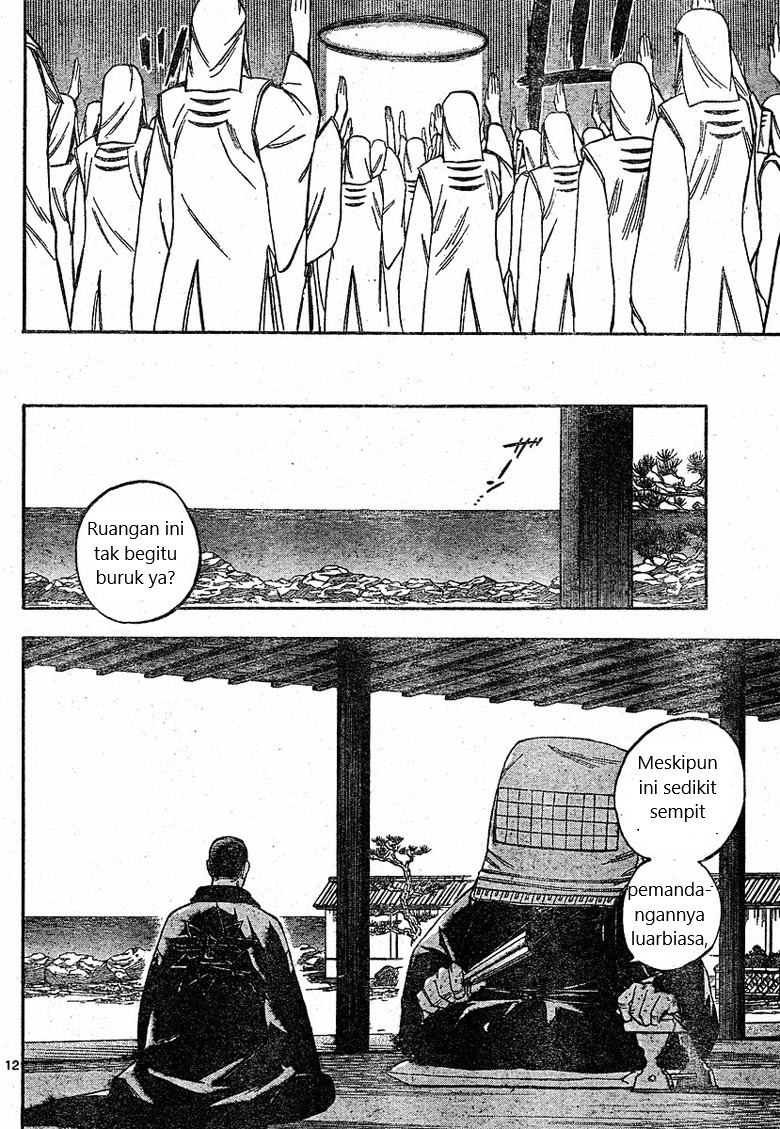 Ruangan ini
tak begitu
buruk ya?
Meskipun
ini sedikit
sempit
pemanda-
ngannya
luarbiasa,
12